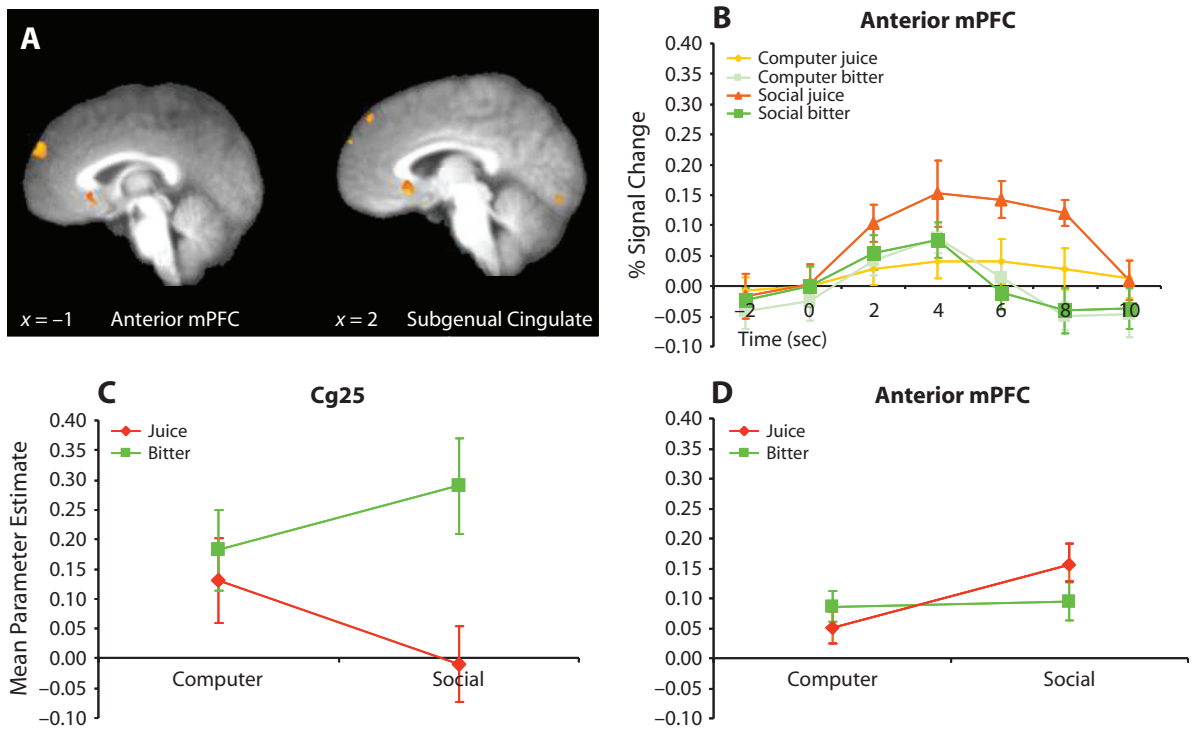 A
x = –1 Anterior mPFC
x = 2 Subgenual Cingulate
B
Anterior mPFC
% Signal Change
0.40
0.35
0.30
0.25
0.20
0.15
0.10
0.05
0.00
–0.05
–0.10
Computer juice
Computer bitter
Social juice
Social bitter
–2 0 2 4 6 8 10
Time (sec)
C
Cg25
Mean Parameter Estimate
0.40
0.35
0.30
0.25
0.20
0.15
0.10
0.05
0.00
–0.05
–0.10
Juice
Bitter
Computer Social
D
Anterior mPFC
0.40
0.35
0.30
0.25
0.20
0.15
0.10
0.05
0.00
–0.05
–0.10
Juice
Bitter
Computer Social